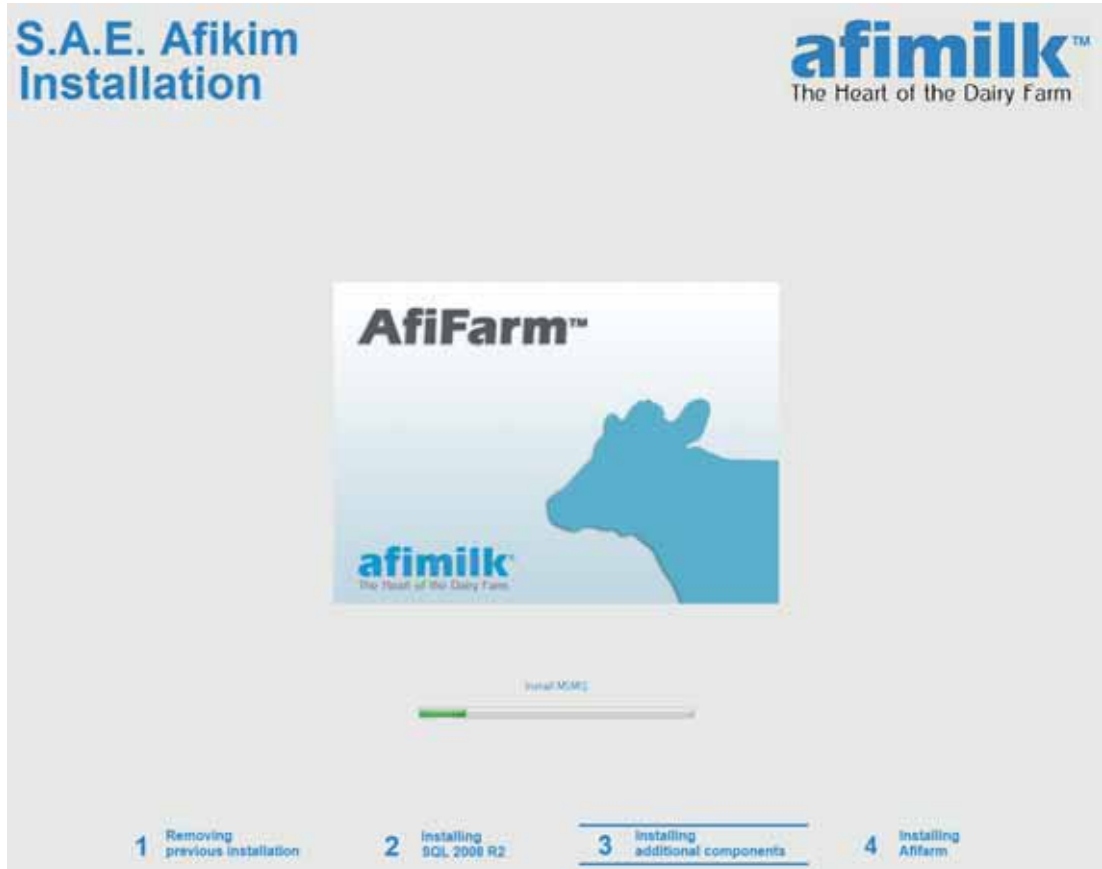 S.A.E. Afikim
Installation
afimilk™
The Heart of the Dairy Farm
AfiFarm™
afimilk
The Heart of the Dairy Farm
Install MSMQ
1 Removing
previous installation
2 Installing
SQL 2008 R2
3 Installing
additional components
4 Installing
Afifarm